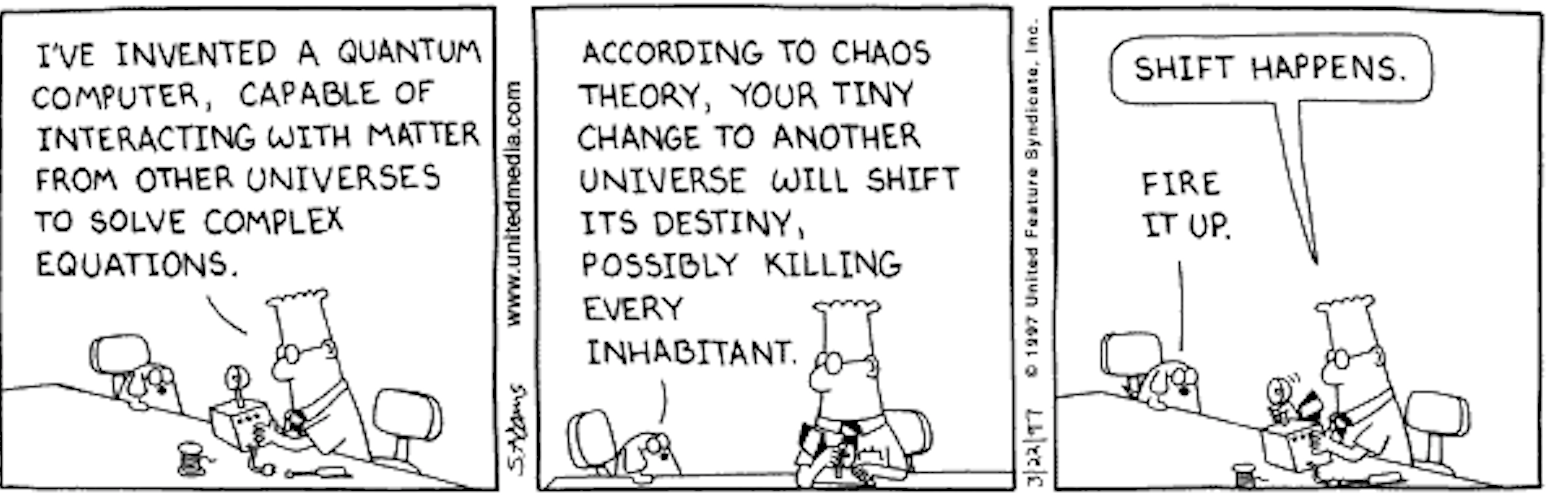 I'VE INVENTED A QUANTUM
COMPUTER, CAPABLE OF
INTERACTING WITH MATTER
FROM OTHER UNIVERSES
TO SOLVE COMPLEX
EQUATIONS.
S. Adams
www.unitedmedia.com
ACCORDING TO CHAOS
THEORY, YOUR TINY
CHANGE TO ANOTHER
UNIVERSE WILL SHIFT
ITS DESTINY,
POSSIBLY KILLING
EVERY
INHABITANT.
3/22/97 © 1997 United Feature Syndicate, Inc.
SHIFT HAPPENS.
FIRE
IT UP.